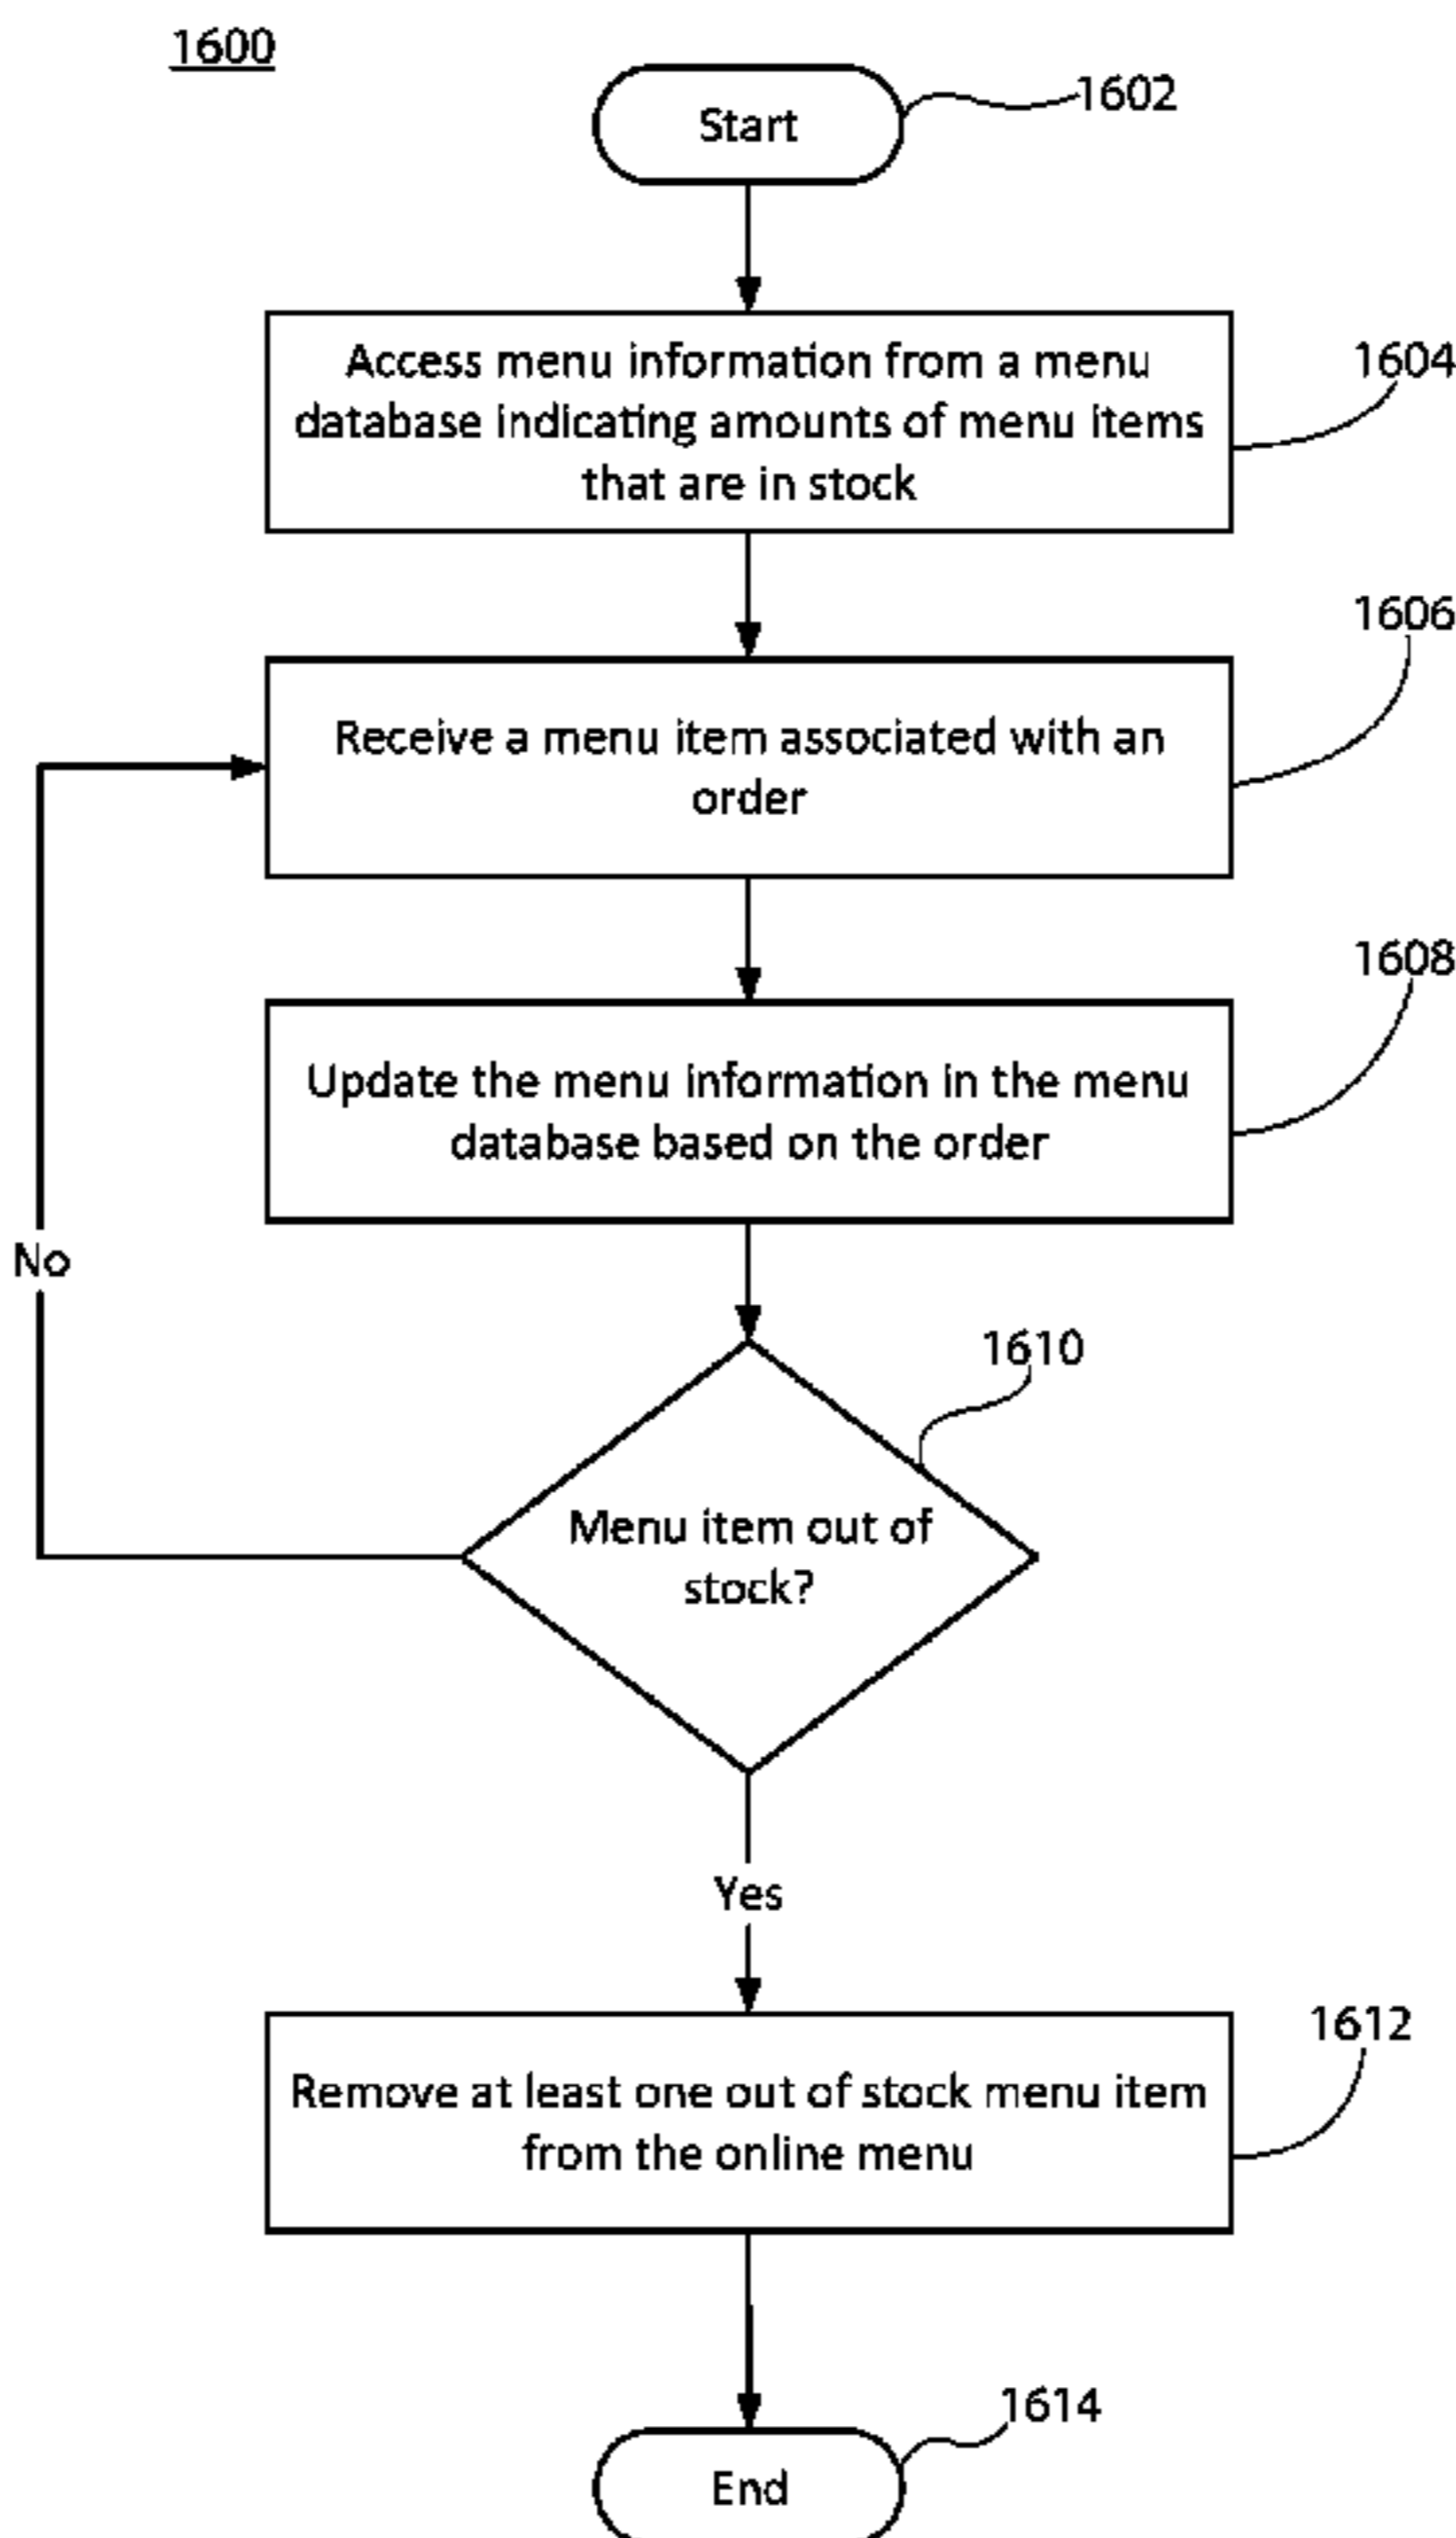 1600
Start
1602
Access menu information from a menu
database indicating amounts of menu items
that are in stock
1604
Receive a menu item associated with an
order
1606
Update the menu information in the menu
database based on the order
1608
No
Menu item out of
stock?
1610
Yes
Remove at least one out of stock menu item
from the online menu
1612
End
1614